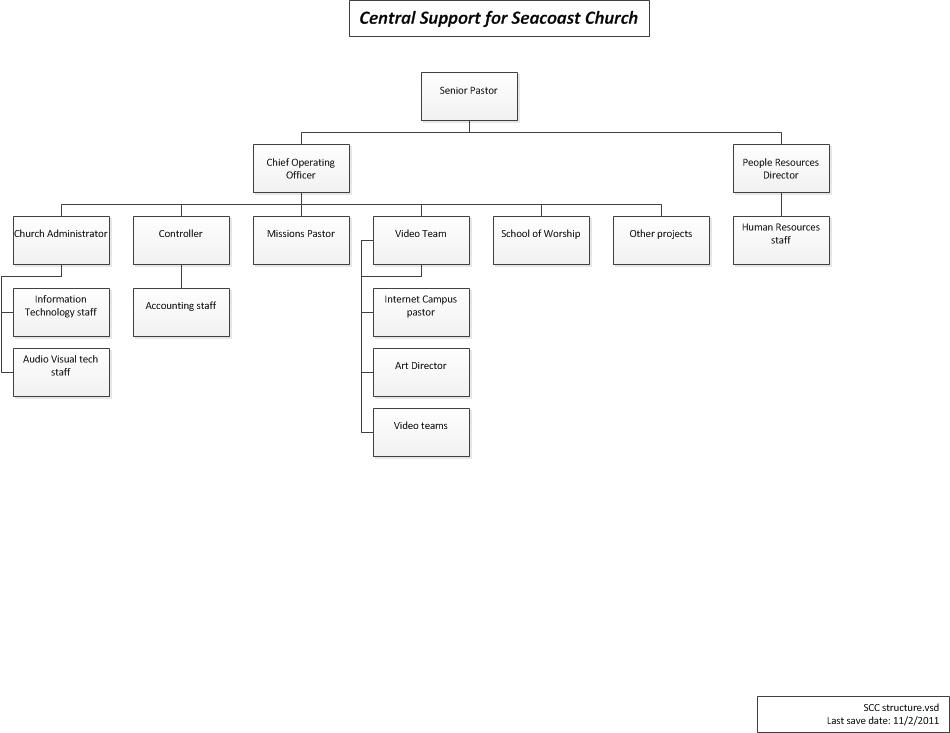 Central Support for Seacoast Church
Senior Pastor
Chief Operating
Officer
People Resources
Director
Church Administrator
Controller
Missions Pastor
Video Team
School of Worship
Other projects
Human Resources
staff
Information
Technology staff
Accounting staff
Internet Campus
pastor
Audio Visual tech
staff
Art Director
Video teams
SCC structure.vsd
Last save date: 11/2/2011